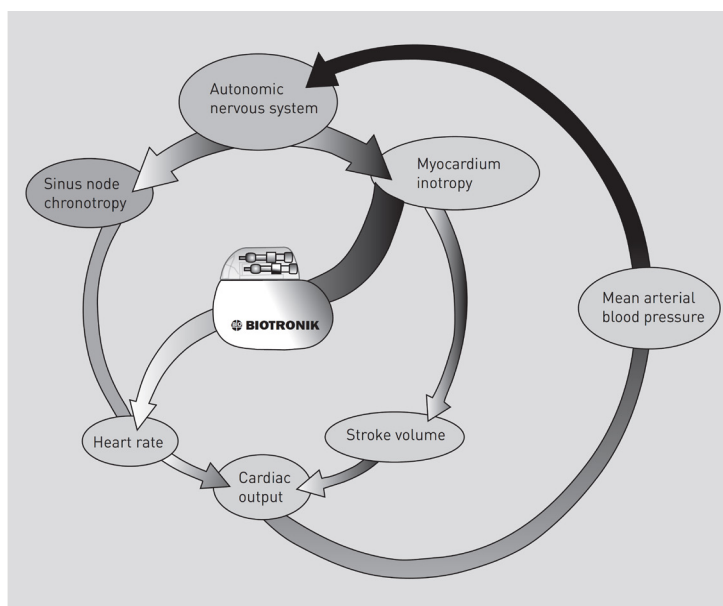 Autonomic
nervous system
Myocardium
inotropy
Sinus node
chronotropy
Mean arterial
blood pressure
BIOTRONIK
Heart rate
Stroke volume
Cardiac
output